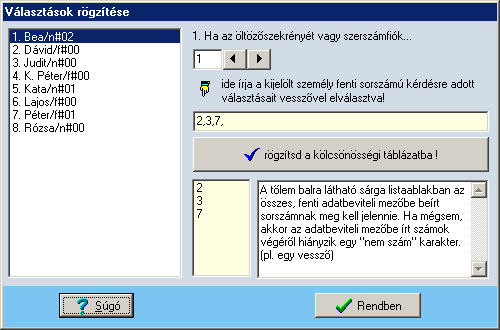 Választások rögzítése
1. Bea/n#02
2. Dávid/f#00
3. Judit/n#00
4. K. Péter/f#00
5. Kata/n#01
6. Lajos/f#00
7. Péter/f#01
8. Rózsa/n#00
1. Ha az öltözőszekrényét vagy szerszámfiók...
1
ide írja a kijelölt személy fenti sorszámú kérdésre adott
választásait vesszővel elválasztva!
2,3,7,
rögzítsd a kölcsönösségi táblázatba !
2
3
7
A tőlem balra látható sárga listaablakban az
összes, fenti adatbeviteli mezőbe beírt
sorszámnak meg kell jelennie. Ha mégsem,
akkor az adatbeviteli mezőbe írt számok
végéről hiányzik egy "nem szám" karakter.
(pl. egy vessző)
Súgó
Rendben